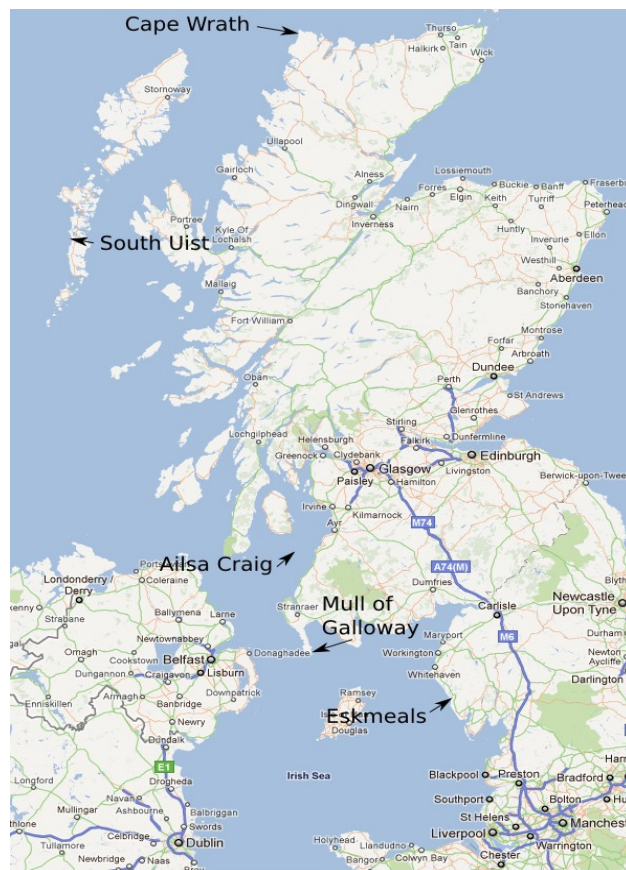 Cape Wrath
Thurso
Tain
Halkirk
Wick
Stornoway
Ullapool
Gairloch
Alness
Lossiemouth
Dingwall
Forres
Buckie
Banff
Fraserbu
Nairn
Elgin
Keith
Turriff
Peterhead
Portree
Inverness
Huntly
Kyle Of
Lochalsh
Ellon
South Uist
Inverurie
Westhill
Aberdeen
Mallaig
Banchory
Stonehaven
Fort William
Montrose
Forfar
Arbroath
Oban
Dundee
Perth
St Andrews
Glenrothes
Stirling
Lochgilphead
Helensburgh
Dunfermline
Falkirk
Greenock
Clydebank
Edinburgh
Glasgow
Livingston
Paisley
Hamilton
Berwick-upon-Twee
Irvine
Kilmarnock
Ayr
M74
Ailsa Craig
A74(M)
Londonderry /
Derry
Coleraine
Dumfries
Newcastle
Upon Tyne
Stranraer
Mull of
Galloway
Carlisle
Ballymena
Larne
Strabane
Newtownabbey
M6
Maryport
Durham
Omagh
Cookstown
Belfast
Donaghadee
Workington
Newton
Aycliffe
Dungannon
Craigavon
Lisburn
Whitehaven
Darlington
Armagh
Downpatrick
Ramsey
Enniskillen
Banbridge
Eskmeals
Newry
Douglas
Dundalk
E1
Irish Sea
Blackpool
Preston
Bradford
Longford
Drogheda
Navan
Southport
Bolton
Mullingar
Ashbourne
Balbriggan
Swords
St Helens
Manchest
Celbridge
Dublin
Liverpool
Warrington
Tullamore
Holyhead
Llandudno
Newbridge
Naas
Bray
Bangor
Colwyn Bay
Chester